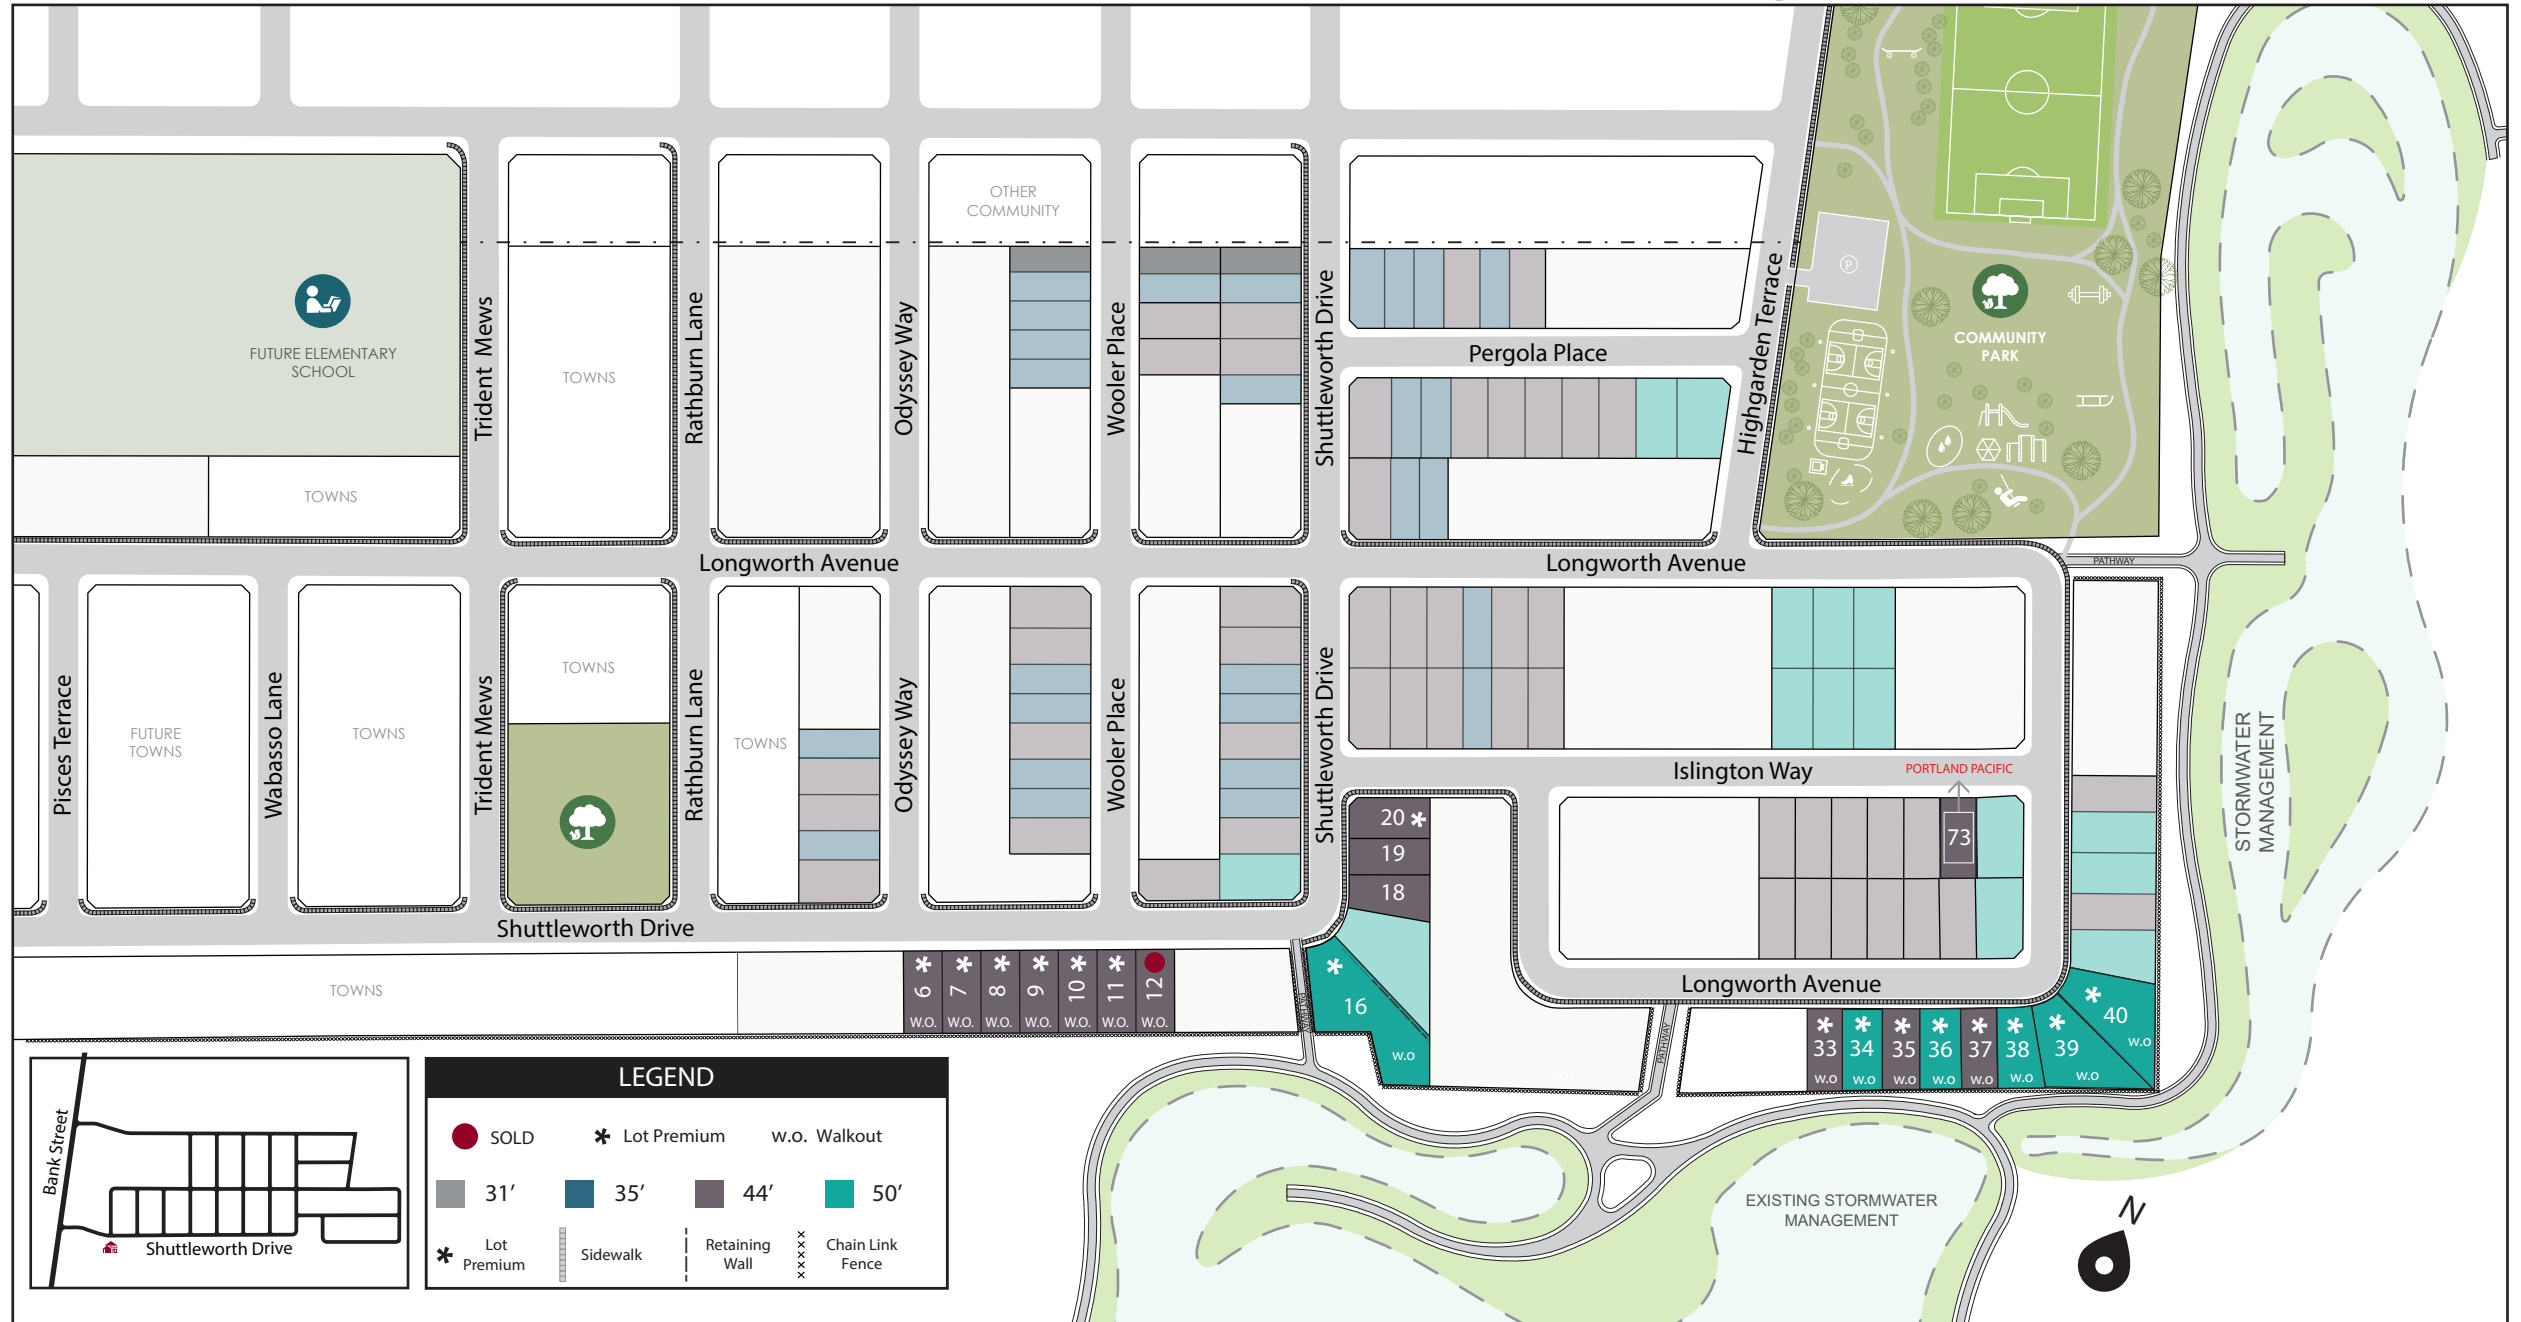 OTHER
COMMUNITY
FUTURE ELEMENTARY
SCHOOL
TOWNS
TOWNS
Trident Mews
Rathburn Lane
Odyssey Way
Wooler Place
Shuttleworth Drive
Pergola Place
Highgarden Terrace
P
COMMUNITY
PARK
Longworth Avenue
Longworth Avenue
PATHWAY
Pisces Terrace
FUTURE
TOWNS
Wabasso Lane
TOWNS
Trident Mews
TOWNS
Rathburn Lane
TOWNS
Odyssey Way
Wooler Place
Shuttleworth Drive
Islington Way
PORTLAND PACIFIC
73
20 *
19
18
STORMWATER
MANAGEMENT
Shuttleworth Drive
Longworth Avenue
TOWNS
* * * * * *
6 7 8 9 10 11 12
W.O. W.O. W.O. W.O. W.O. W.O. W.O.
PATHWAY
*
16
w.o
PATHWAY
* * * * * * * *
33 34 35 36 37 38 39 40
w.o w.o w.o w.o w.o w.o w.o w.o
Bank Street
Shuttleworth Drive
LEGEND
SOLD
* Lot Premium
w.o. Walkout
31’
35’
44’
50’
* Lot
Premium
Sidewalk
Retaining
Wall
Chain Link
Fence
EXISTING STORMWATER
MANAGEMENT
N